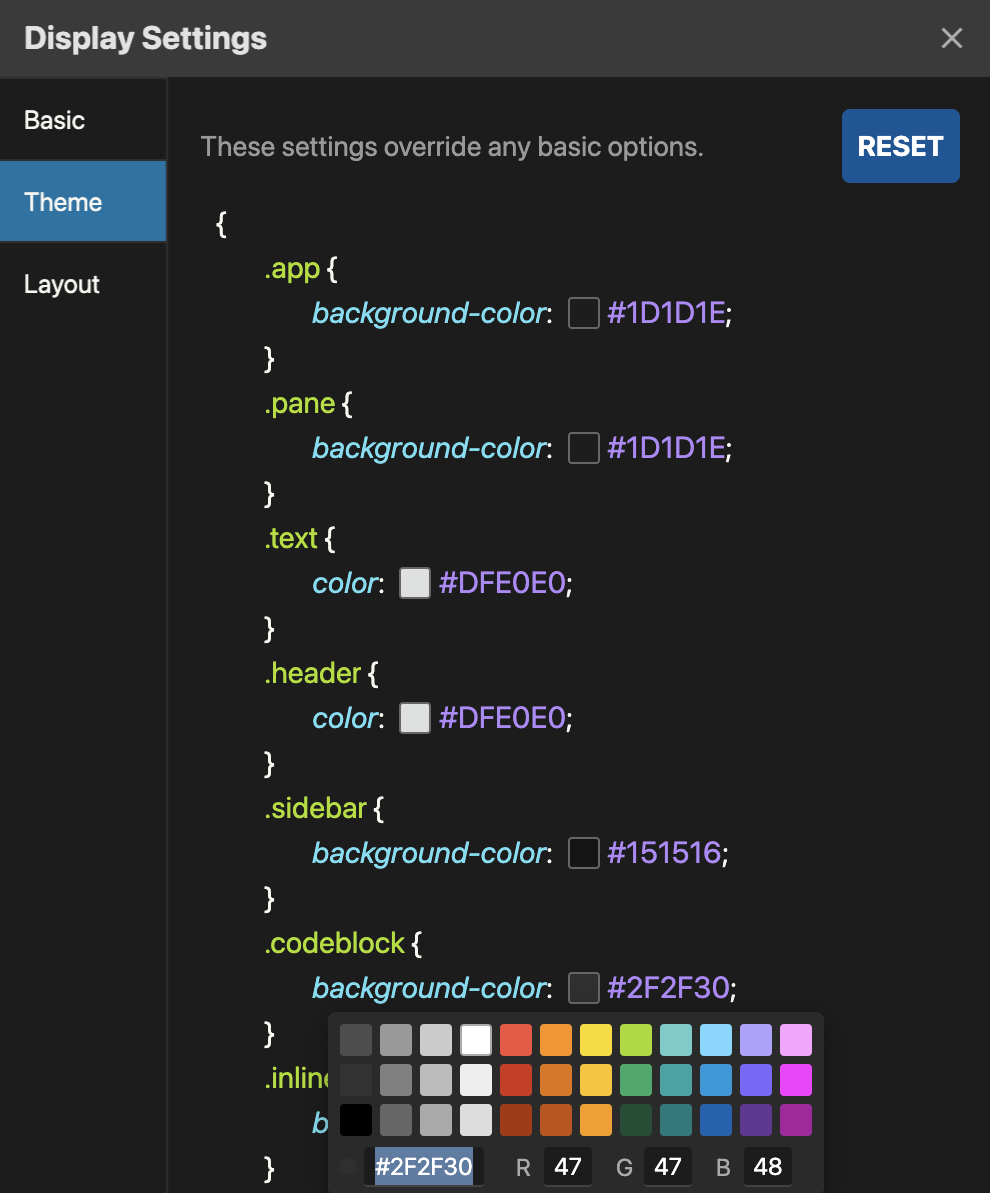 Display Settings
Basic
Theme
Layout
These settings override any basic options.
RESET
{
.app {
background-color: #1D1D1E;
}
.pane {
background-color: #1D1D1E;
}
.text {
color: #DFE0E0;
}
.header {
color: #DFE0E0;
}
.sidebar {
background-color: #151516;
}
.codeblock {
background-color: #2F2F30;
}
.inline
b
}
#2F2F30 R 47 G 47 B 48